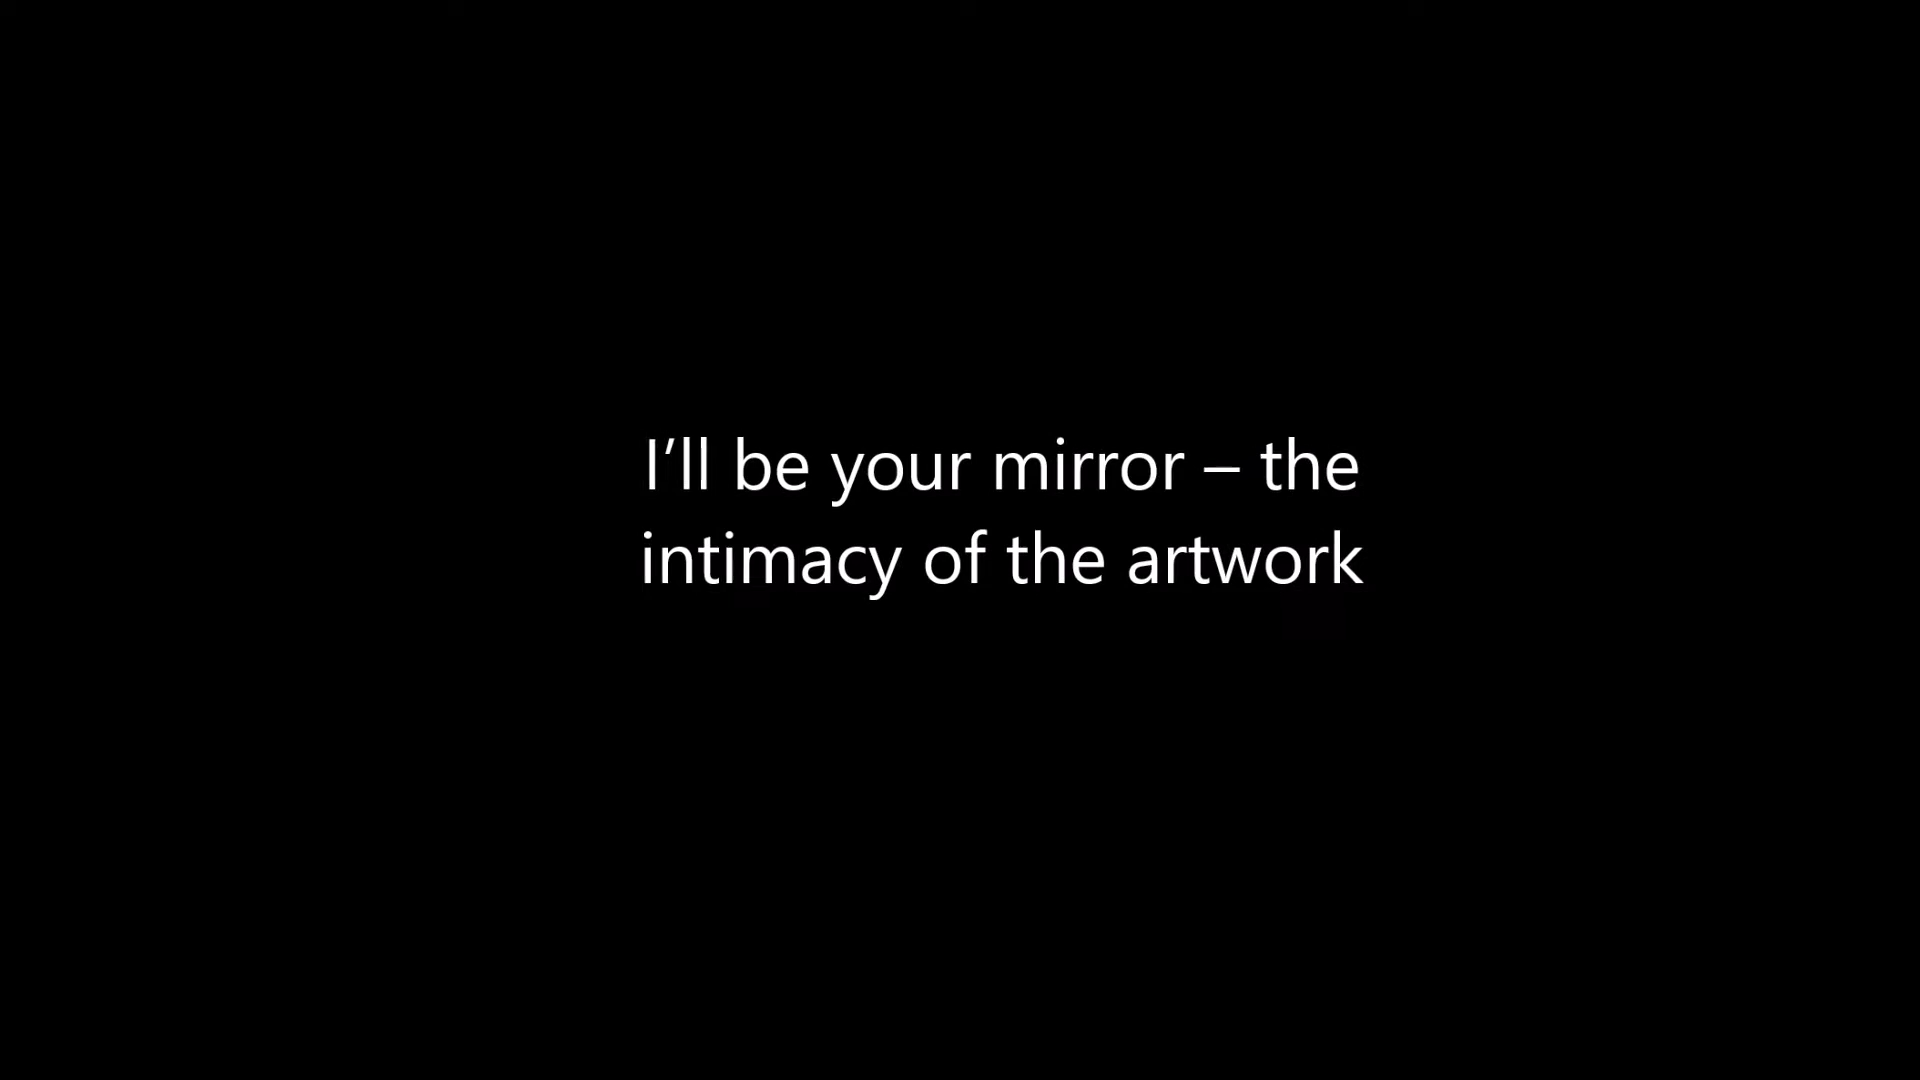 I’ll be your mirror – the
intimacy of the artwork